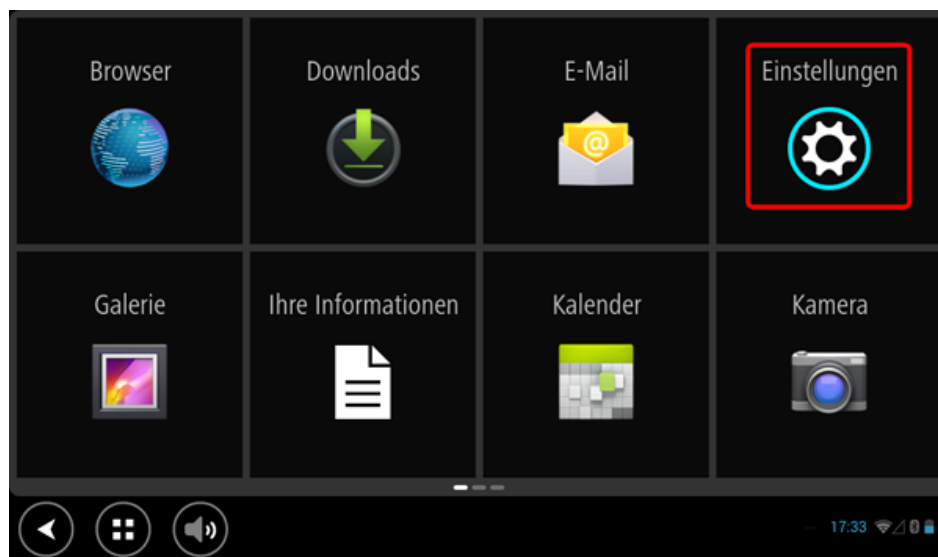 Browser
Downloads
E-Mail
Einstellungen
@
Galerie
Ihre Informationen
Kalender
Kamera
17:33